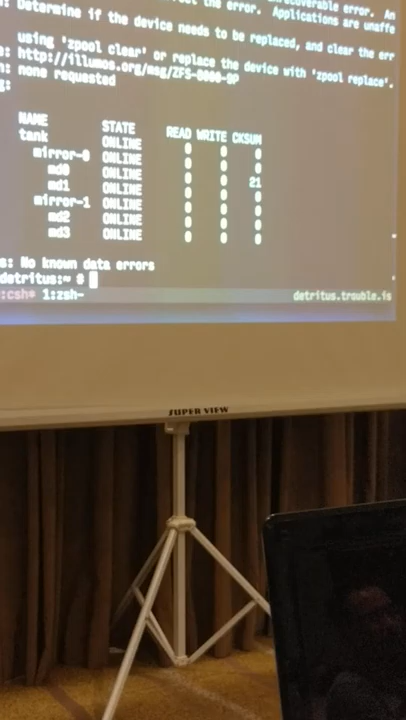 unrecoverable error. An
the error. Applications are unaffe
: Determine if the device needs to be replaced, and clear the err
using 'zpool clear' or replace the device with 'zpool replace'.
: http://illumos.org/msg/ZFS-8000-9P
: none requested
:
NAME STATE READ WRITE CKSUM
tank ONLINE 0 0 0
mirror-0 ONLINE 0 0 0
md0 ONLINE 0 0 0
md1 ONLINE 0 0 21
mirror-1 ONLINE 0 0 0
md2 ONLINE 0 0 0
md3 ONLINE 0 0 0
s: No known data errors
detritus:~ #
:csh* 1:zsh- detritus.trouble.is
SUPER VIEW